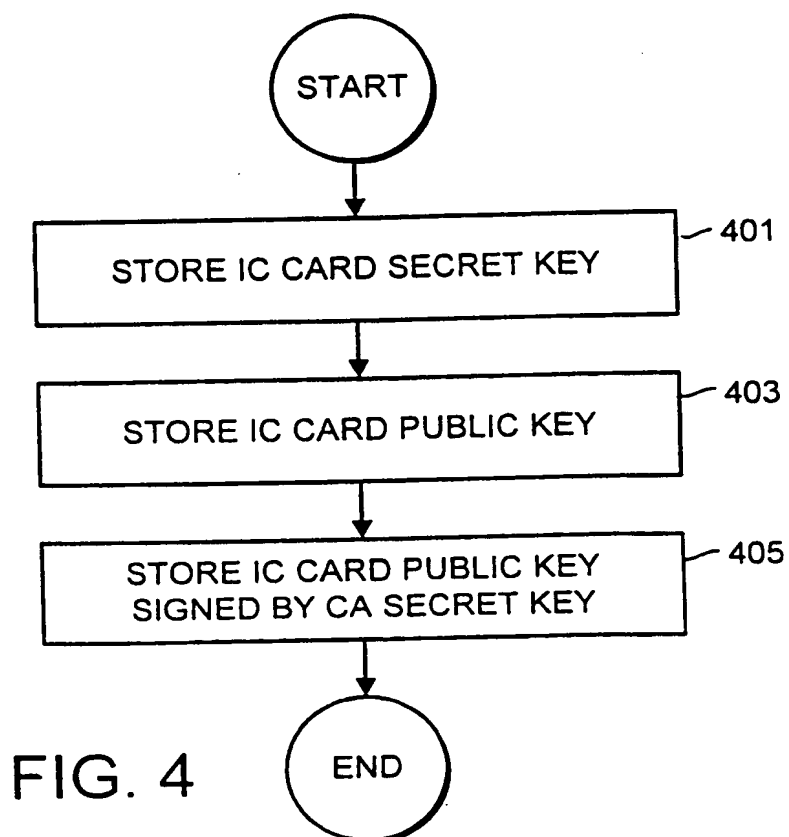 START
STORE IC CARD SECRET KEY
401
STORE IC CARD PUBLIC KEY
403
STORE IC CARD PUBLIC KEY
SIGNED BY CA SECRET KEY
405
END
FIG. 4